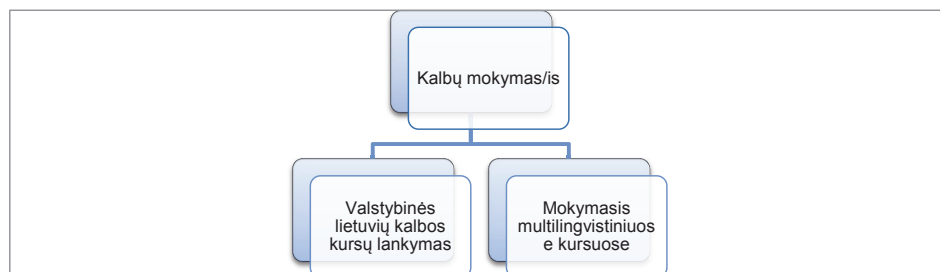 Kalbų mokymas/is
Valstybinės
lietuvių kalbos
kursų lankymas
Mokymasis
multilingvistiniuos
e kursuose